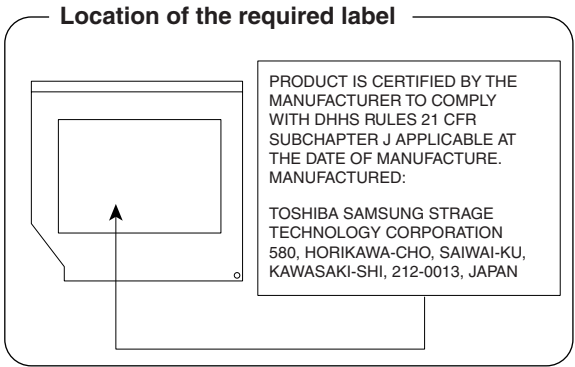 Location of the required label
PRODUCT IS CERTIFIED BY THE
MANUFACTURER TO COMPLY
WITH DHHS RULES 21 CFR
SUBCHAPTER J APPLICABLE AT
THE DATE OF MANUFACTURE.
MANUFACTURED:
TOSHIBA SAMSUNG STRAGE
TECHNOLOGY CORPORATION
580, HORIKAWA-CHO, SAIWAI-KU,
KAWASAKI-SHI, 212-0013, JAPAN